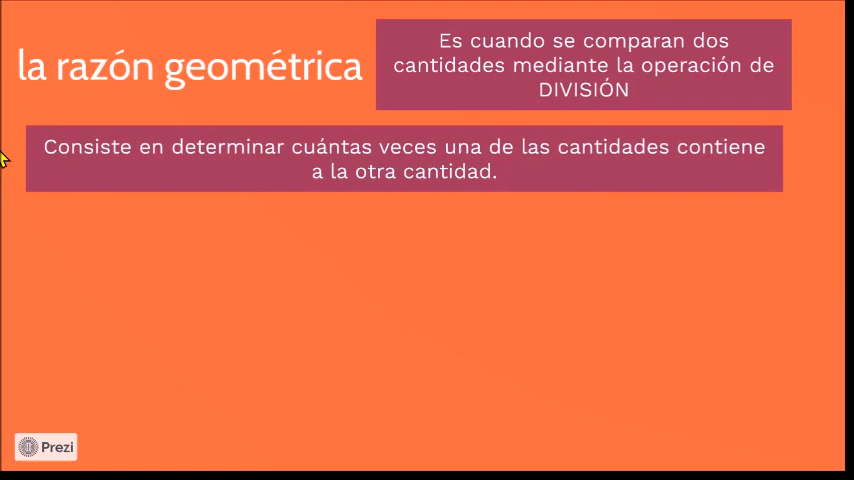 la razón geométrica
Es cuando se comparan dos
cantidades mediante la operación de
DIVISIÓN
Consiste en determinar cuántas veces una de las cantidades contiene
a la otra cantidad.
Prezi